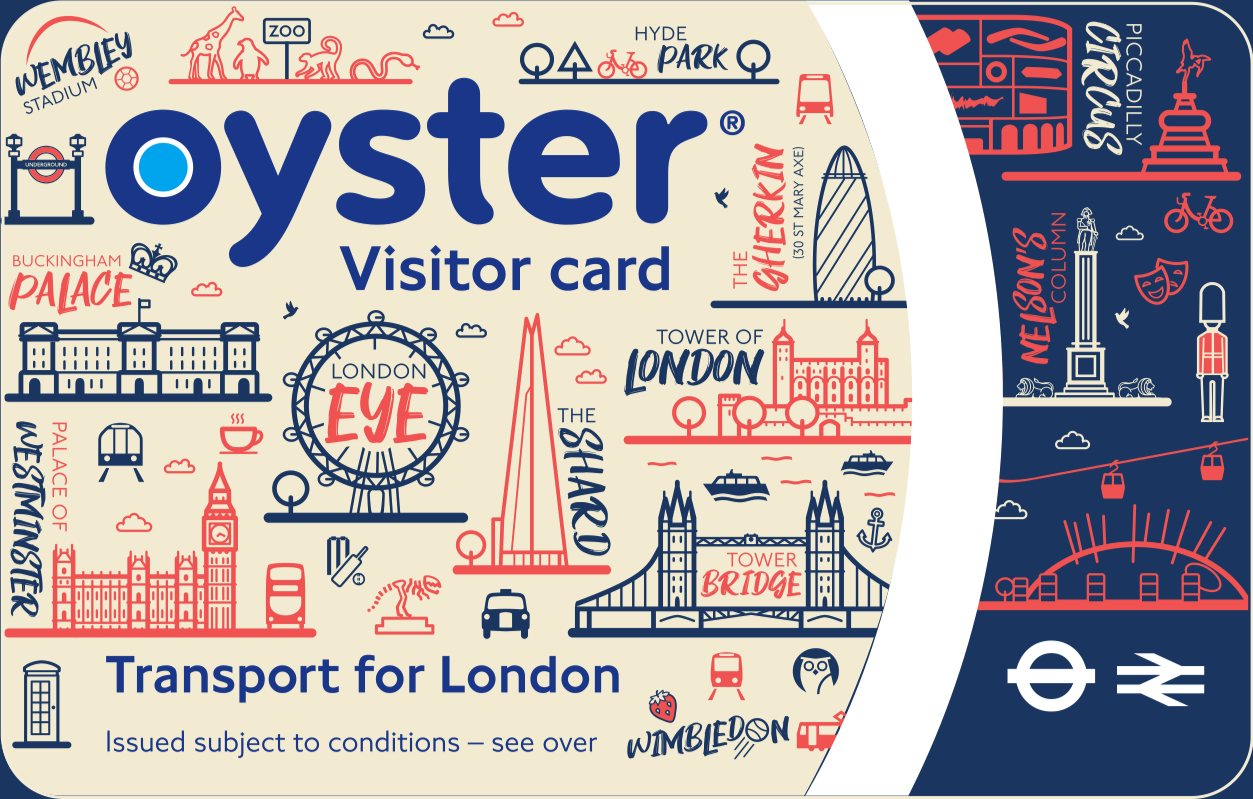 WEMBLEY
STADIUM
ZOO
HYDE
PARK
PICCADILLY
CIRCUS
oyster®
UNDERGROUND
Visitor card
THE
GHERKIN
(30 ST MARY AXE)
BUCKINGHAM
PALACE
NELSON'S
COLUMN
LONDON
EYE
TOWER OF
LONDON
THE
SHARD
PALACE OF
WESTMINSTER
TOWER
BRIDGE
Transport for London
Issued subject to conditions – see over
WIMBLEDON